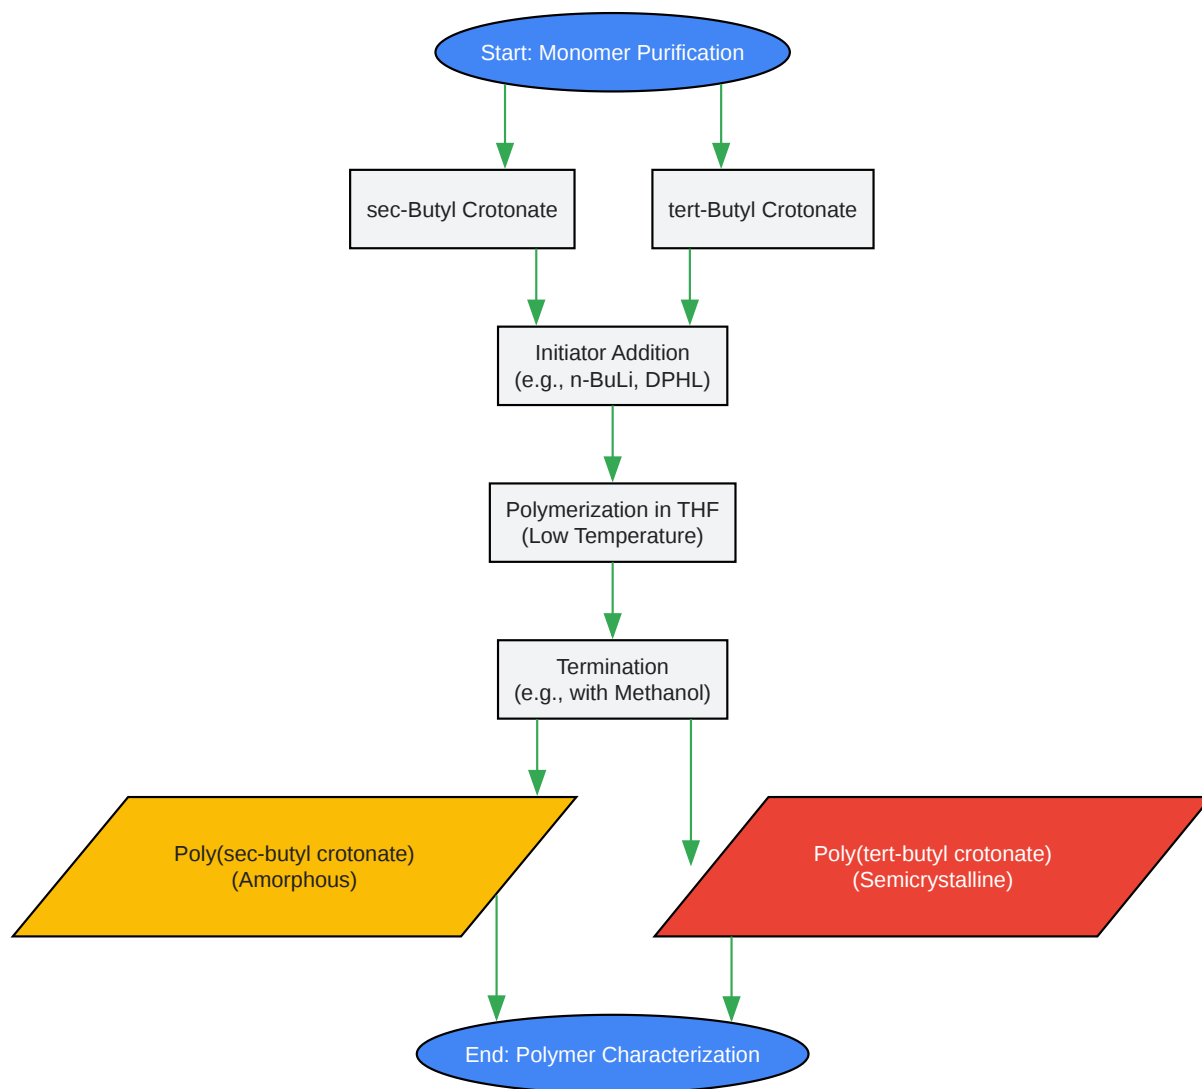 Start: Monomer Purification
sec-Butyl Crotonate
tert-Butyl Crotonate
Initiator Addition
(e.g., n-BuLi, DPHL)
Polymerization in THF
(Low Temperature)
Termination
(e.g., with Methanol)
Poly(sec-butyl crotonate)
(Amorphous)
Poly(tert-butyl crotonate)
(Semicrystalline)
End: Polymer Characterization